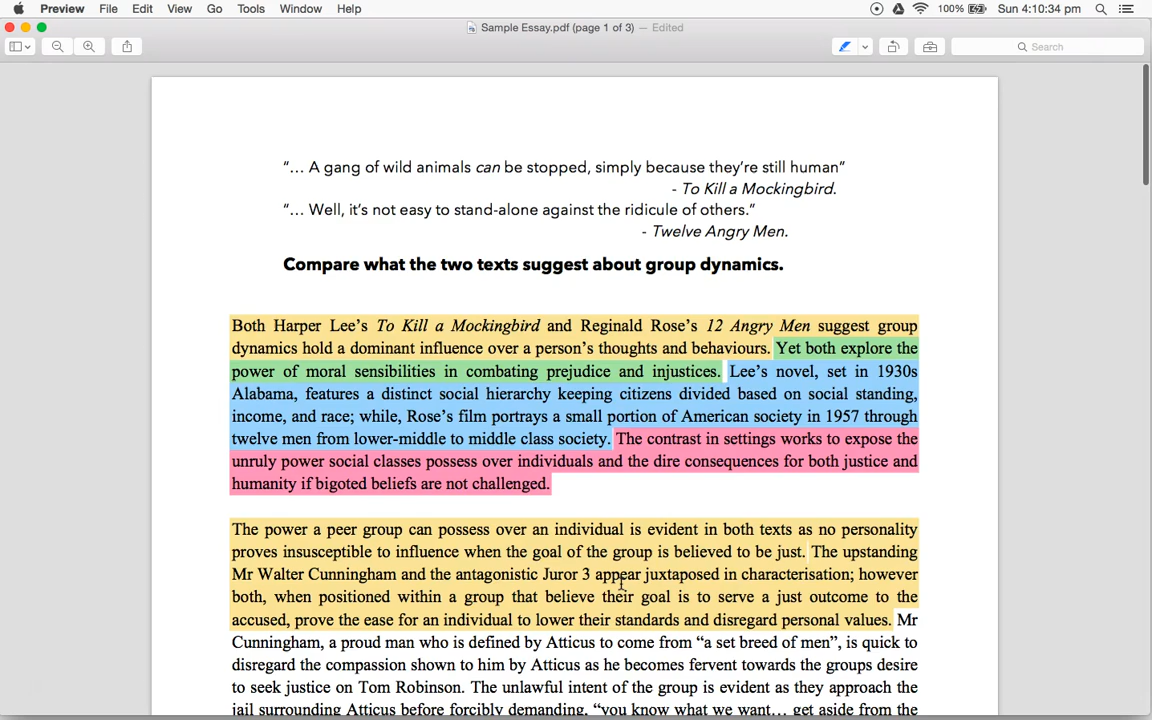 Preview File Edit View Go Tools Window Help 100% Sun 4:10:34 pm
Sample Essay.pdf (page 1 of 3) — Edited
Search
“… A gang of wild animals can be stopped, simply because they’re still human”
- To Kill a Mockingbird.
“… Well, it’s not easy to stand-alone against the ridicule of others.”
- Twelve Angry Men.
Compare what the two texts suggest about group dynamics.
Both Harper Lee’s To Kill a Mockingbird and Reginald Rose’s 12 Angry Men suggest group
dynamics hold a dominant influence over a person’s thoughts and behaviours. Yet both explore the
power of moral sensibilities in combating prejudice and injustices. Lee’s novel, set in 1930s
Alabama, features a distinct social hierarchy keeping citizens divided based on social standing,
income, and race; while, Rose’s film portrays a small portion of American society in 1957 through
twelve men from lower-middle to middle class society. The contrast in settings works to expose the
unruly power social classes possess over individuals and the dire consequences for both justice and
humanity if bigoted beliefs are not challenged.
The power a peer group can possess over an individual is evident in both texts as no personality
proves insusceptible to influence when the goal of the group is believed to be just. The upstanding
Mr Walter Cunningham and the antagonistic Juror 3 appear juxtaposed in characterisation; however
both, when positioned within a group that believe their goal is to serve a just outcome to the
accused, prove the ease for an individual to lower their standards and disregard personal values. Mr
Cunningham, a proud man who is defined by Atticus to come from “a set breed of men”, is quick to
disregard the compassion shown to him by Atticus as he becomes fervent towards the groups desire
to seek justice on Tom Robinson. The unlawful intent of the group is evident as they approach the
jail surrounding Atticus before forcibly demanding, “you know what we want… get aside from the